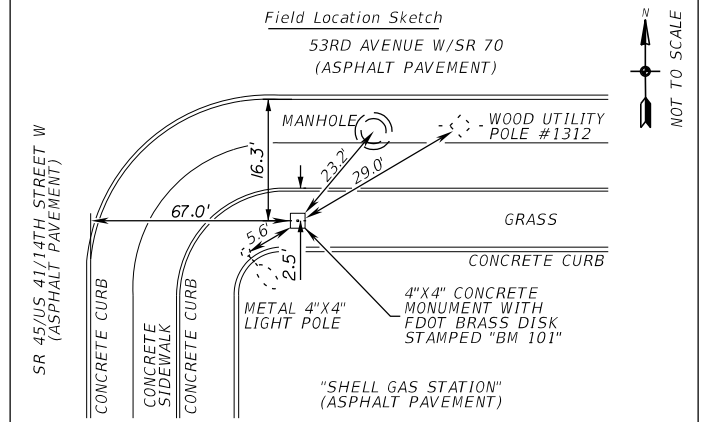 Field Location Sketch
53RD AVENUE W/SR 70
(ASPHALT PAVEMENT)
N
NOT TO SCALE
MANHOLE
WOOD UTILITY
POLE #1312
16.3'
23.2'
29.0'
67.0'
5.6'
2.5'
GRASS
CONCRETE CURB
SR 45/US 41/14TH STREET W
(ASPHALT PAVEMENT)
CONCRETE CURB
CONCRETE
SIDEWALK
CONCRETE CURB
METAL 4"X4"
LIGHT POLE
4"X4" CONCRETE
MONUMENT WITH
FDOT BRASS DISK
STAMPED "BM 101"
"SHELL GAS STATION"
(ASPHALT PAVEMENT)